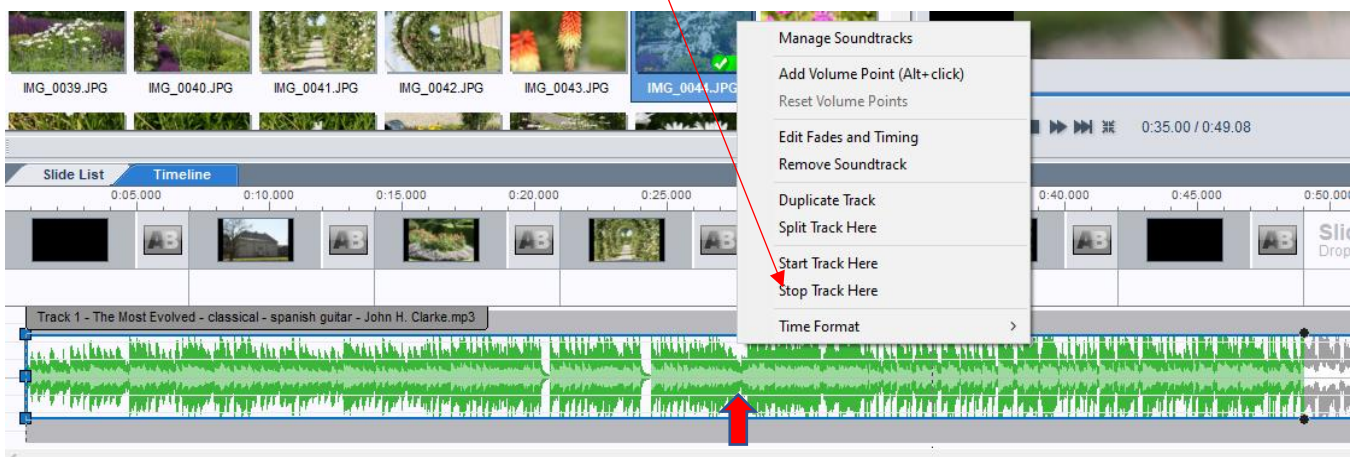 IMG_0039.JPG
IMG_0040.JPG
IMG_0041.JPG
IMG_0042.JPG
IMG_0043.JPG
IMG_0044.JPG
Manage Soundtracks
Add Volume Point (Alt+click)
Reset Volume Points
Edit Fades and Timing
Remove Soundtrack
Duplicate Track
Split Track Here
Start Track Here
Stop Track Here
Time Format
0:35.00 / 0:49.08
Slide List
Timeline
0:05.000
0:10.000
0:15.000
0:20.000
0:25.000
0:40.000
0:45.000
0:50.000
AB
AB
AB
AB
AB
AB
Slid
Drop
Track 1 - The Most Evolved - classical - spanish guitar - John H. Clarke.mp3